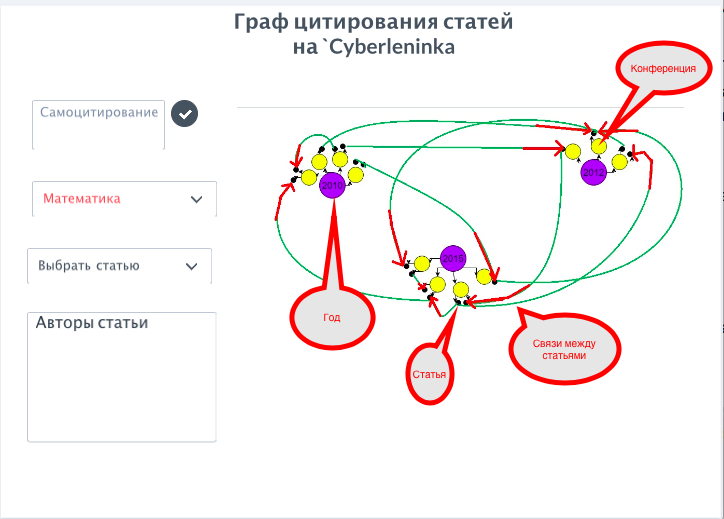 Граф цитирования статей
на `Cyberleninka
Конференция
Самоцитирование
2010
2012
Математика
Выбрать статью
2015
Год
Авторы статьи
Связи между
статьями
Статья